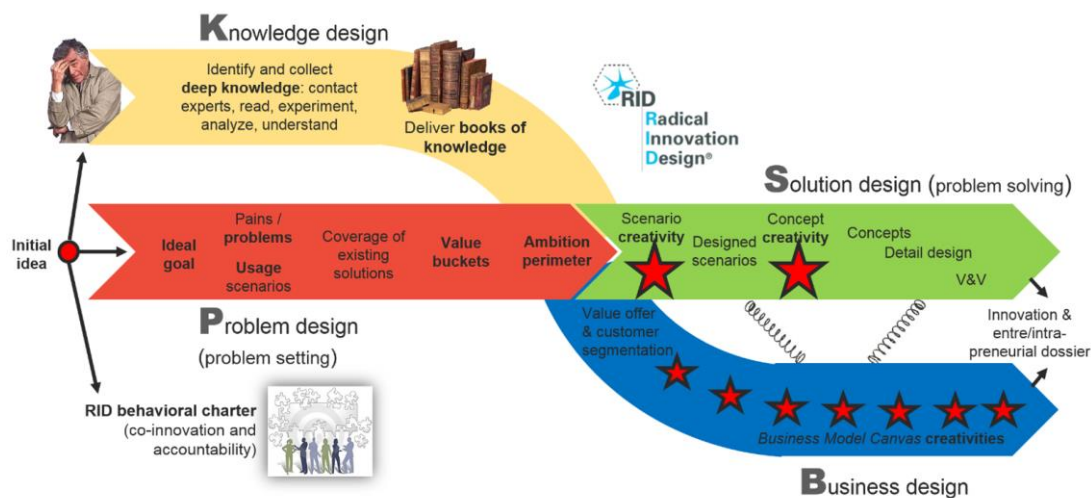 Knowledge design
Identify and collect
deep knowledge: contact
experts, read, experiment,
analyze, understand
Deliver books of
knowledge
RID
Radical
Innovation
Design®
Solution design (problem solving)
Initial
idea
Ideal
goal
Pains /
problems
Usage
scenarios
Coverage of
existing
solutions
Value
buckets
Ambition
perimeter
Scenario
creativity
Designed
scenarios
Concept
creativity
Concepts
Detail design
V&V
Problem design
(problem setting)
Value offer
& customer
segmentation
Innovation &
entre/intra-
preneurial dossier
RID behavioral charter
(co-innovation and
accountability)
Business Model Canvas creativities
Business design